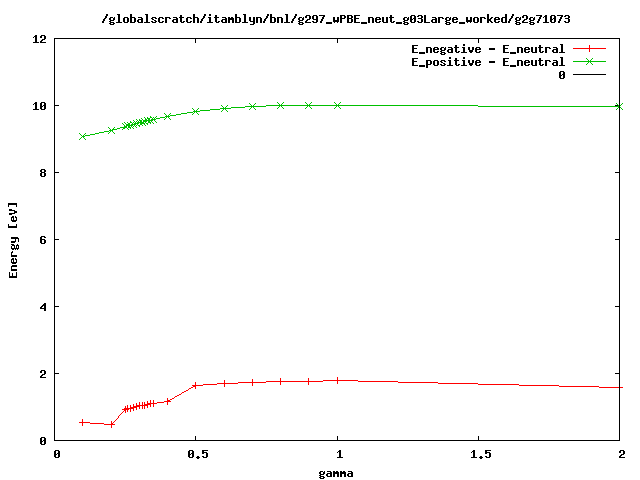 /globalscratch/itamblyn/bnl/g297_wPBE_neut_g03Large_worked/g2g71073
E_negative - E_neutral
E_positive - E_neutral
0
12
10
8
6
4
2
0
Energy [eV]
0 0.5 1 1.5 2
gamma